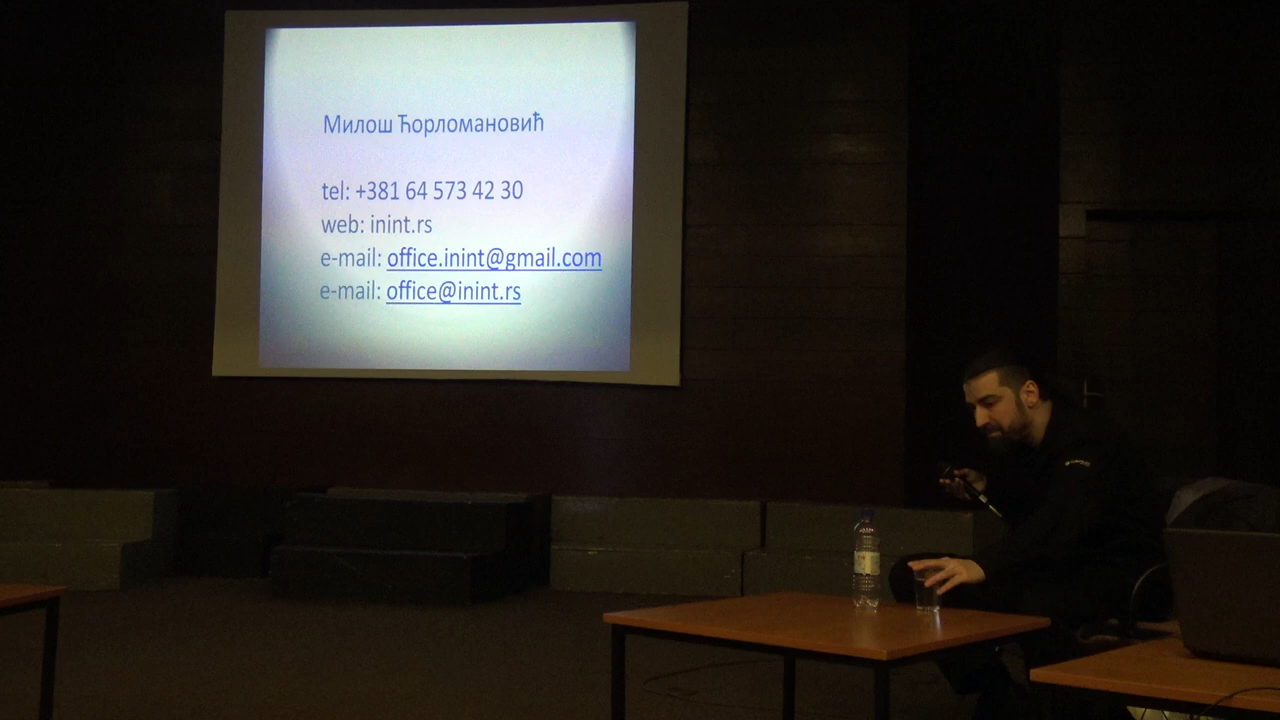 Милош Ћорломановић
tel: +381 64 573 42 30
web: inint.rs
e-mail: office.inint@gmail.com
e-mail: office@inint.rs